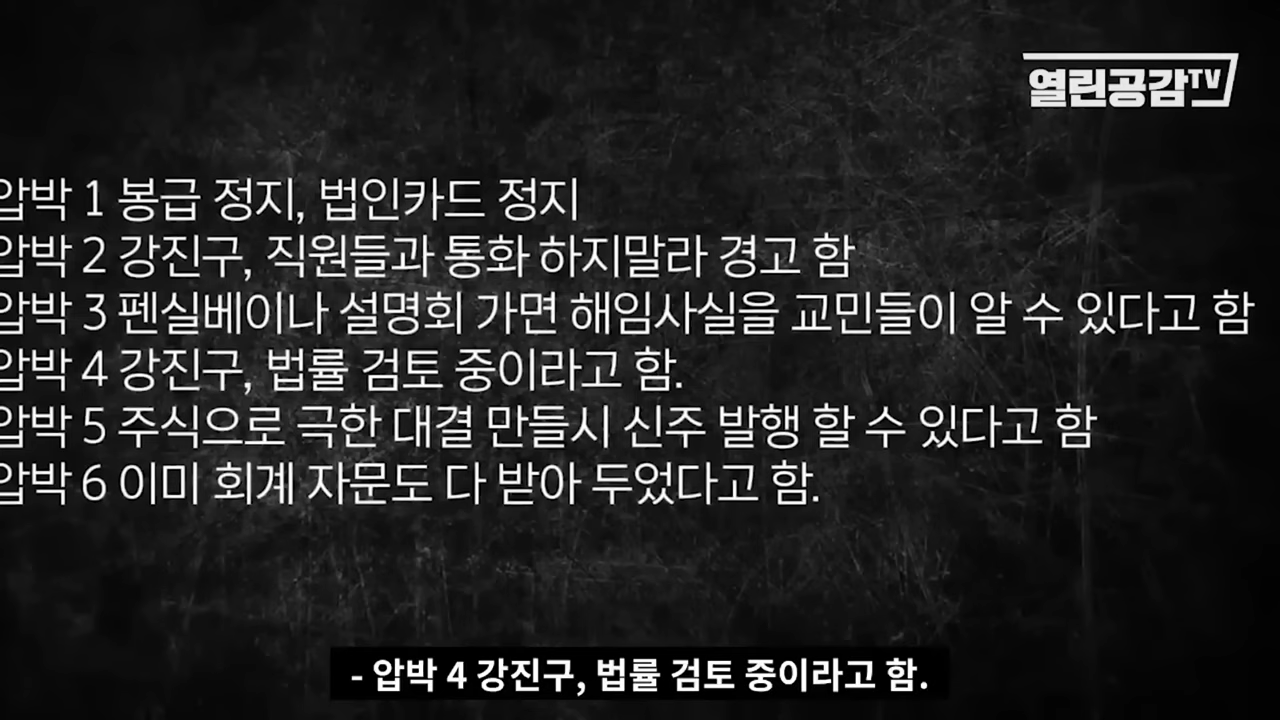 열린공감TV
압박 1 봉급 정지, 법인카드 정지
압박 2 강진구, 직원들과 통화 하지말라 경고 함
압박 3 펜실베이나 설명회 가면 해임사실을 교민들이 알 수 있다고 함
압박 4 강진구, 법률 검토 중이라고 함.
압박 5 주식으로 극한 대결 만들시 신주 발행 할 수 있다고 함
압박 6 이미 회계 자문도 다 받아 두었다고 함.
- 압박 4 강진구, 법률 검토 중이라고 함.